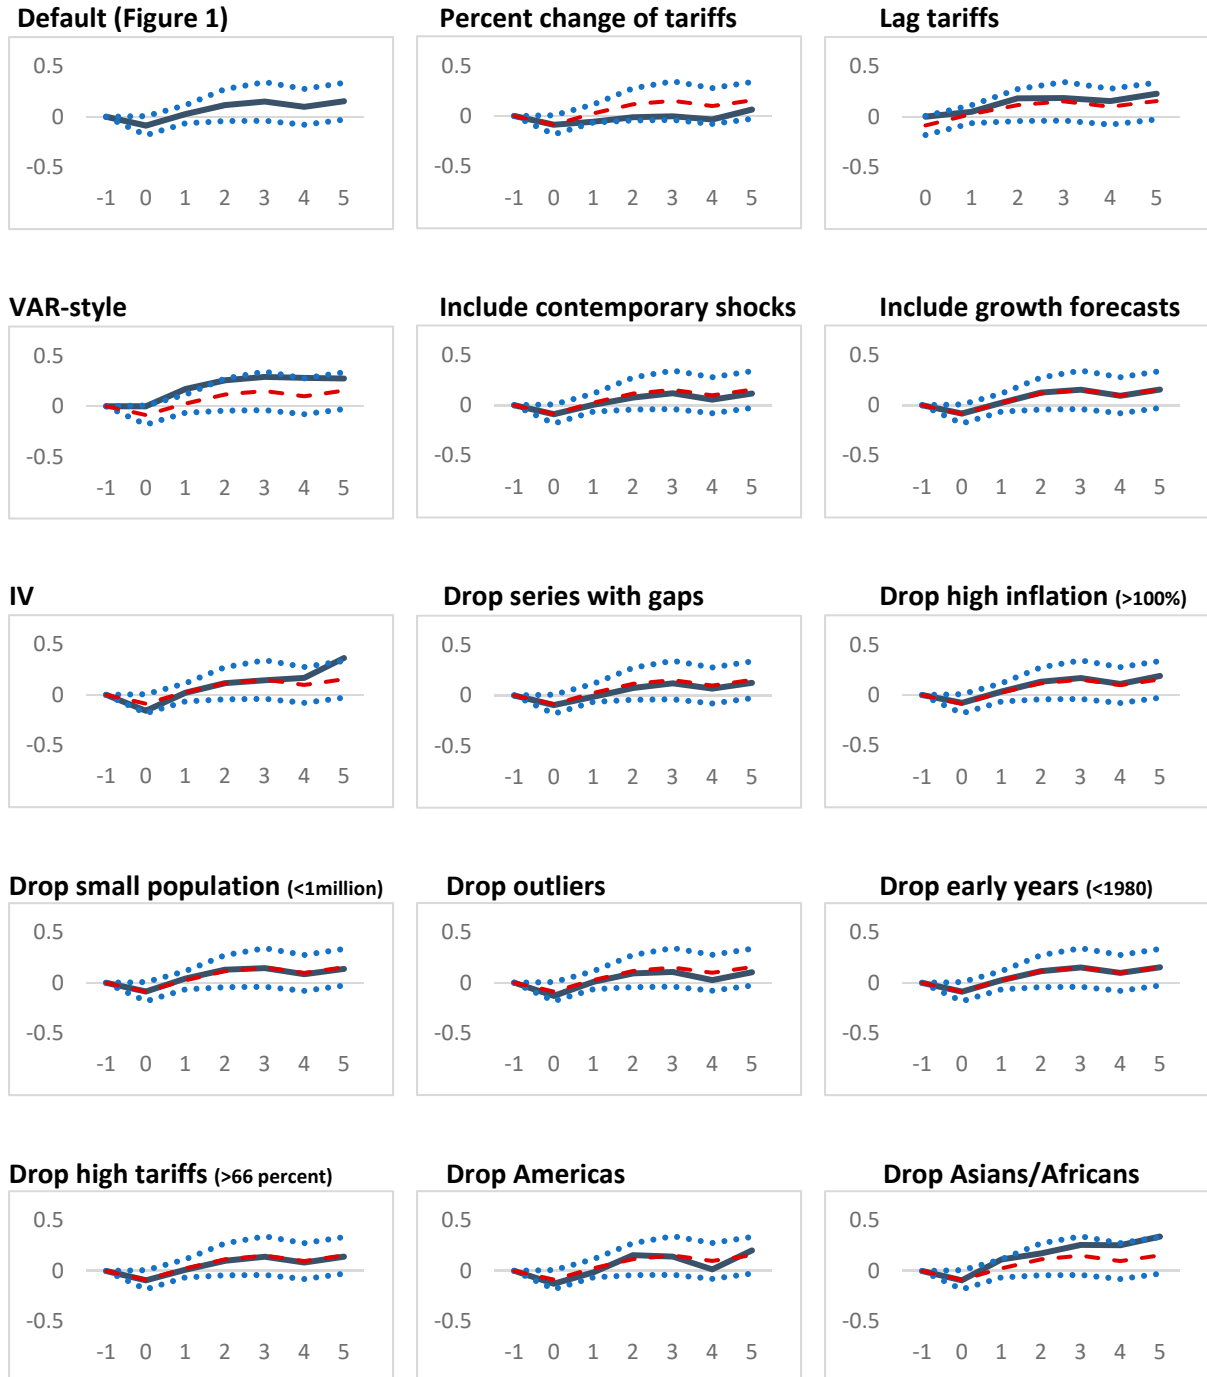 Default (Figure 1) Percent change of tariffs Lag tariffs
0.5 0.5 0.5
0 0 0
-0.5 -0.5 -0.5
-1 0 1 2 3 4 5 -1 0 1 2 3 4 5 0 1 2 3 4 5
VAR-style Include contemporary shocks Include growth forecasts
0.5 0.5 0.5
0 0 0
-0.5 -0.5 -0.5
-1 0 1 2 3 4 5 -1 0 1 2 3 4 5 -1 0 1 2 3 4 5
IV Drop series with gaps Drop high inflation (>100%)
0.5 0.5 0.5
0 0 0
-0.5 -0.5 -0.5
-1 0 1 2 3 4 5 -1 0 1 2 3 4 5 -1 0 1 2 3 4 5
Drop small population (<1million) Drop outliers Drop early years (<1980)
0.5 0.5 0.5
0 0 0
-0.5 -0.5 -0.5
-1 0 1 2 3 4 5 -1 0 1 2 3 4 5 -1 0 1 2 3 4 5
Drop high tariffs (>66 percent) Drop Americas Drop Asians/Africans
0.5 0.5 0.5
0 0 0
-0.5 -0.5 -0.5
-1 0 1 2 3 4 5 -1 0 1 2 3 4 5 -1 0 1 2 3 4 5